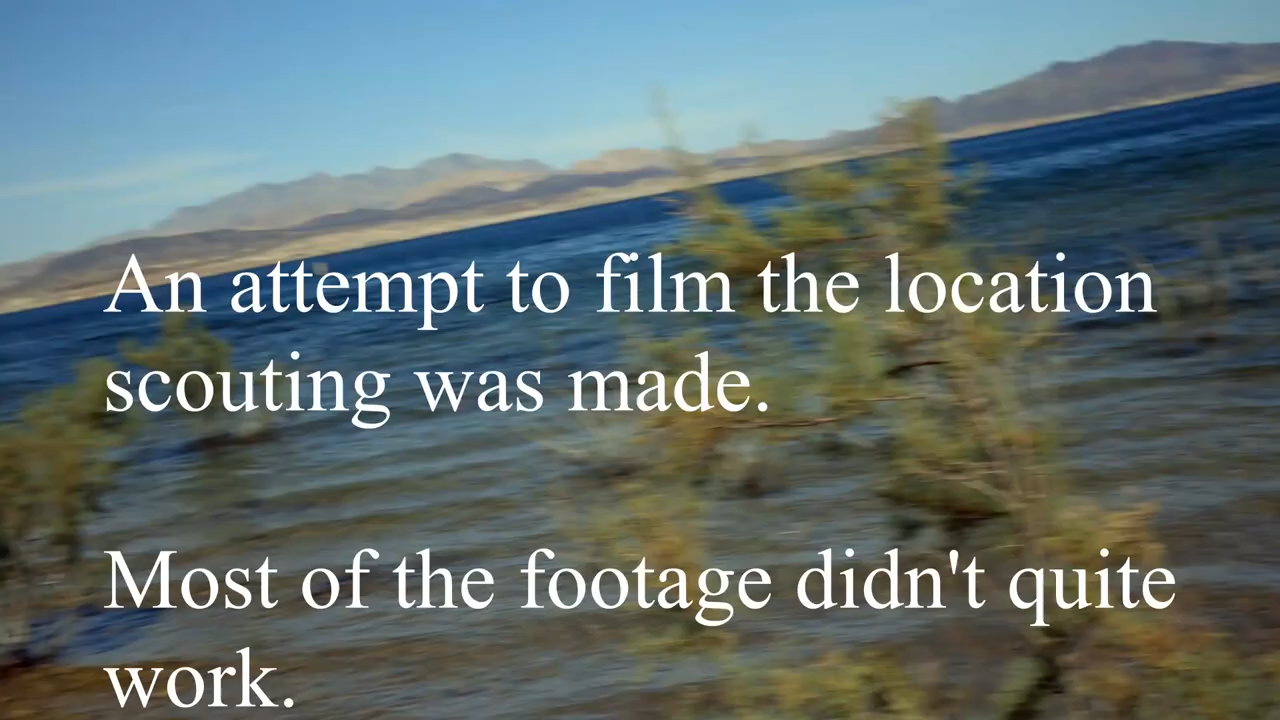 An attempt to film the location
scouting was made.
Most of the footage didn't quite
work.